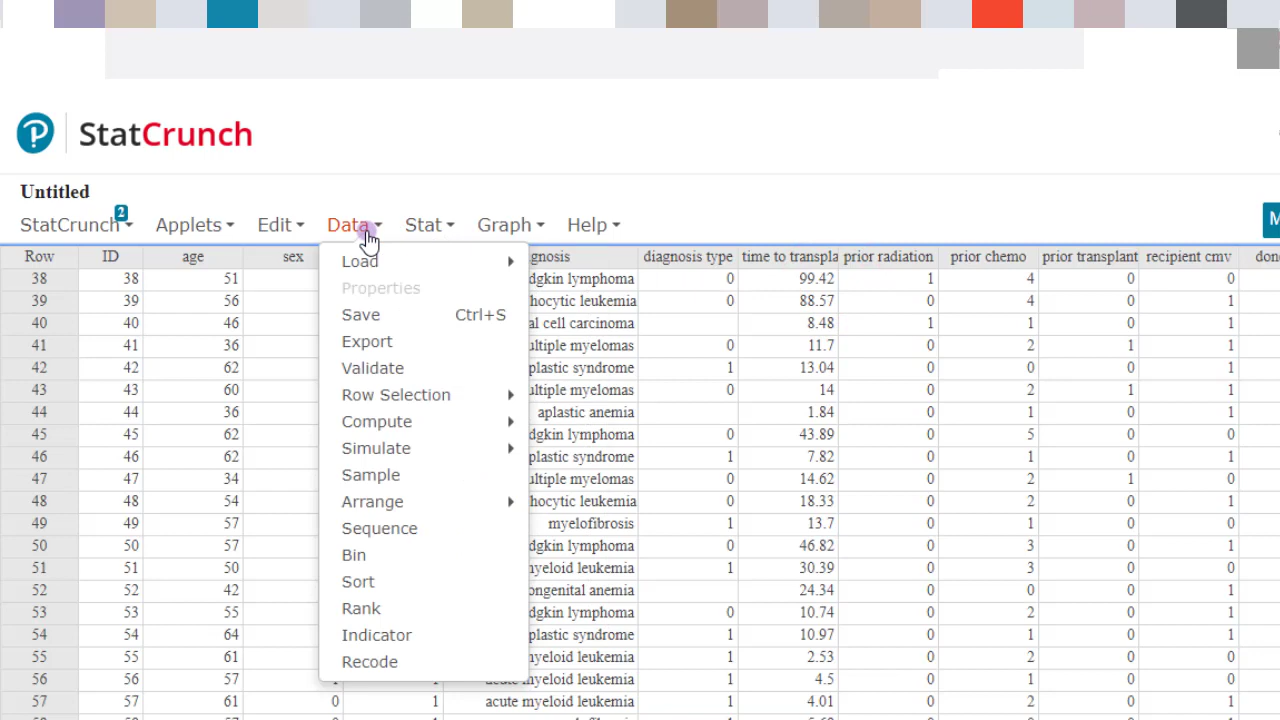 StatCrunch
Untitled
StatCrunch 2 Applets Edit Data Stat Graph Help M
Row ID age sex gnosis diagnosis type time to transpla prior radiation prior chemo prior transplant recipient cmv don
38 38 51 dgkin lymphoma 0 99.42 1 4 0 0
39 39 56 hocytic leukemia 0 88.57 0 4 0 1
40 40 46 al cell carcinoma 8.48 1 1 0 1
41 41 36 ultiple myelomas 0 11.7 0 2 1 1
42 42 62 plastic syndrome 1 13.04 0 0 0 1
43 43 60 ultiple myelomas 0 14 0 2 1 1
44 44 36 aplastic anemia 1.84 0 1 0 1
45 45 62 dgkin lymphoma 0 43.89 0 5 0 0
46 46 62 plastic syndrome 1 7.82 0 1 0 1
47 47 34 ultiple myelomas 0 14.62 0 2 1 0
48 48 54 hocytic leukemia 0 18.33 0 2 0 1
49 49 57 myelofibrosis 1 13.7 0 1 0 0
50 50 57 dgkin lymphoma 0 46.82 0 3 0 1
51 51 50 myeloid leukemia 1 30.39 0 3 0 0
52 52 42 ongenital anemia 24.34 0 0 0 1
53 53 55 dgkin lymphoma 0 10.74 0 2 0 1
54 54 64 plastic syndrome 1 10.97 0 1 0 1
55 55 61 myeloid leukemia 1 2.53 0 2 0 0
56 56 57 acute myeloid leukemia 1 4.5 0 1 0 0
57 57 61 0 1 acute myeloid leukemia 1 4.01 0 2 0 1
Load
Properties
Save Ctrl+S
Export
Validate
Row Selection
Compute
Simulate
Sample
Arrange
Sequence
Bin
Sort
Rank
Indicator
Recode